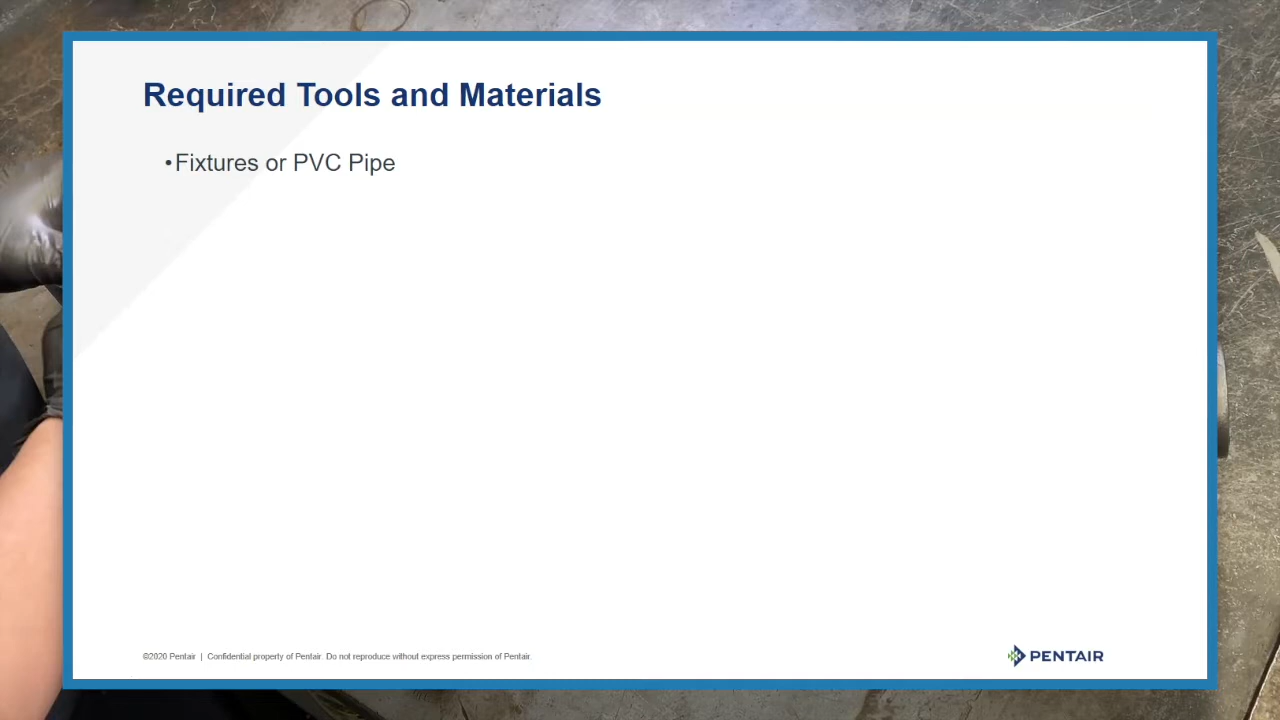 Required Tools and Materials
•Fixtures or PVC Pipe
©2020 Pentair | Confidential property of Pentair. Do not reproduce without express permission of Pentair.
PENTAIR